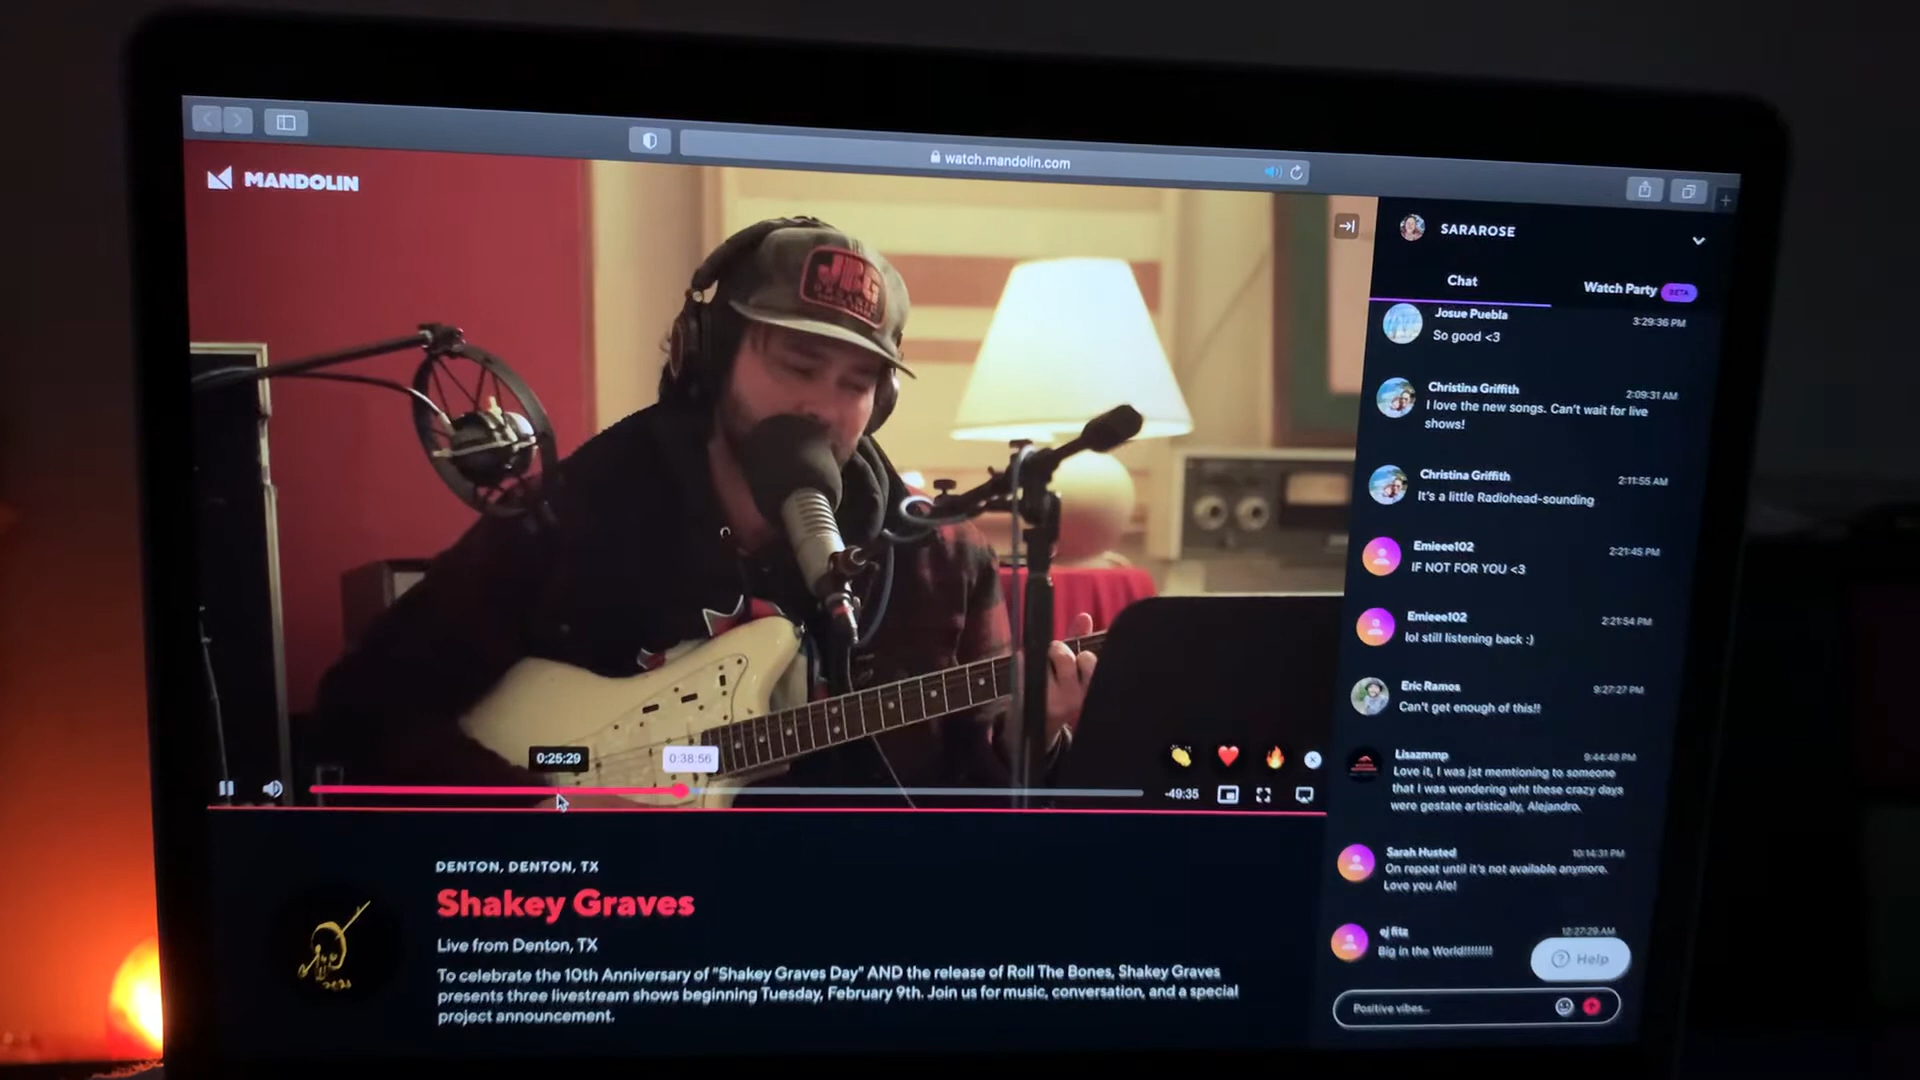 watch.mandolin.com
MANDOLIN
JRG
SARAROSE
Chat
Watch Party BETA
Josue Puebla 3:29:36 PM
So good <3
Christina Griffith 2:09:31 AM
I love the new songs. Can't wait for live
shows!
Christina Griffith 2:11:55 AM
It's a little Radiohead-sounding
Emieee102 2:21:45 PM
IF NOT FOR YOU <3
Emieee102 2:21:54 PM
lol still listening back :)
Eric Ramos 9:27:27 PM
Can't get enough of this!!
Lisazmmp 9:44:48 PM
Love it, I was jst memtioning to someone
that I was wondering wht these crazy days
were gestate artistically, Alejandro.
Sarah Husted 10:14:31 PM
On repeat until it's not available anymore.
Love you Ale!
ej fitz 12:27:29 AM
Big in the World!!!!!!!!!
Help
Positive vibes...
0:25:29
0:38:56
-49:35
DENTON, DENTON, TX
Shakey Graves
Live from Denton, TX
To celebrate the 10th Anniversary of "Shakey Graves Day" AND the release of Roll The Bones, Shakey Graves
presents three livestream shows beginning Tuesday, February 9th. Join us for music, conversation, and a special
project announcement.